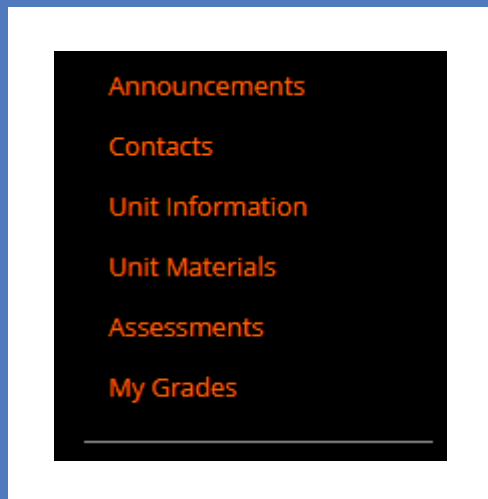 Announcements
Contacts
Unit Information
Unit Materials
Assessments
My Grades